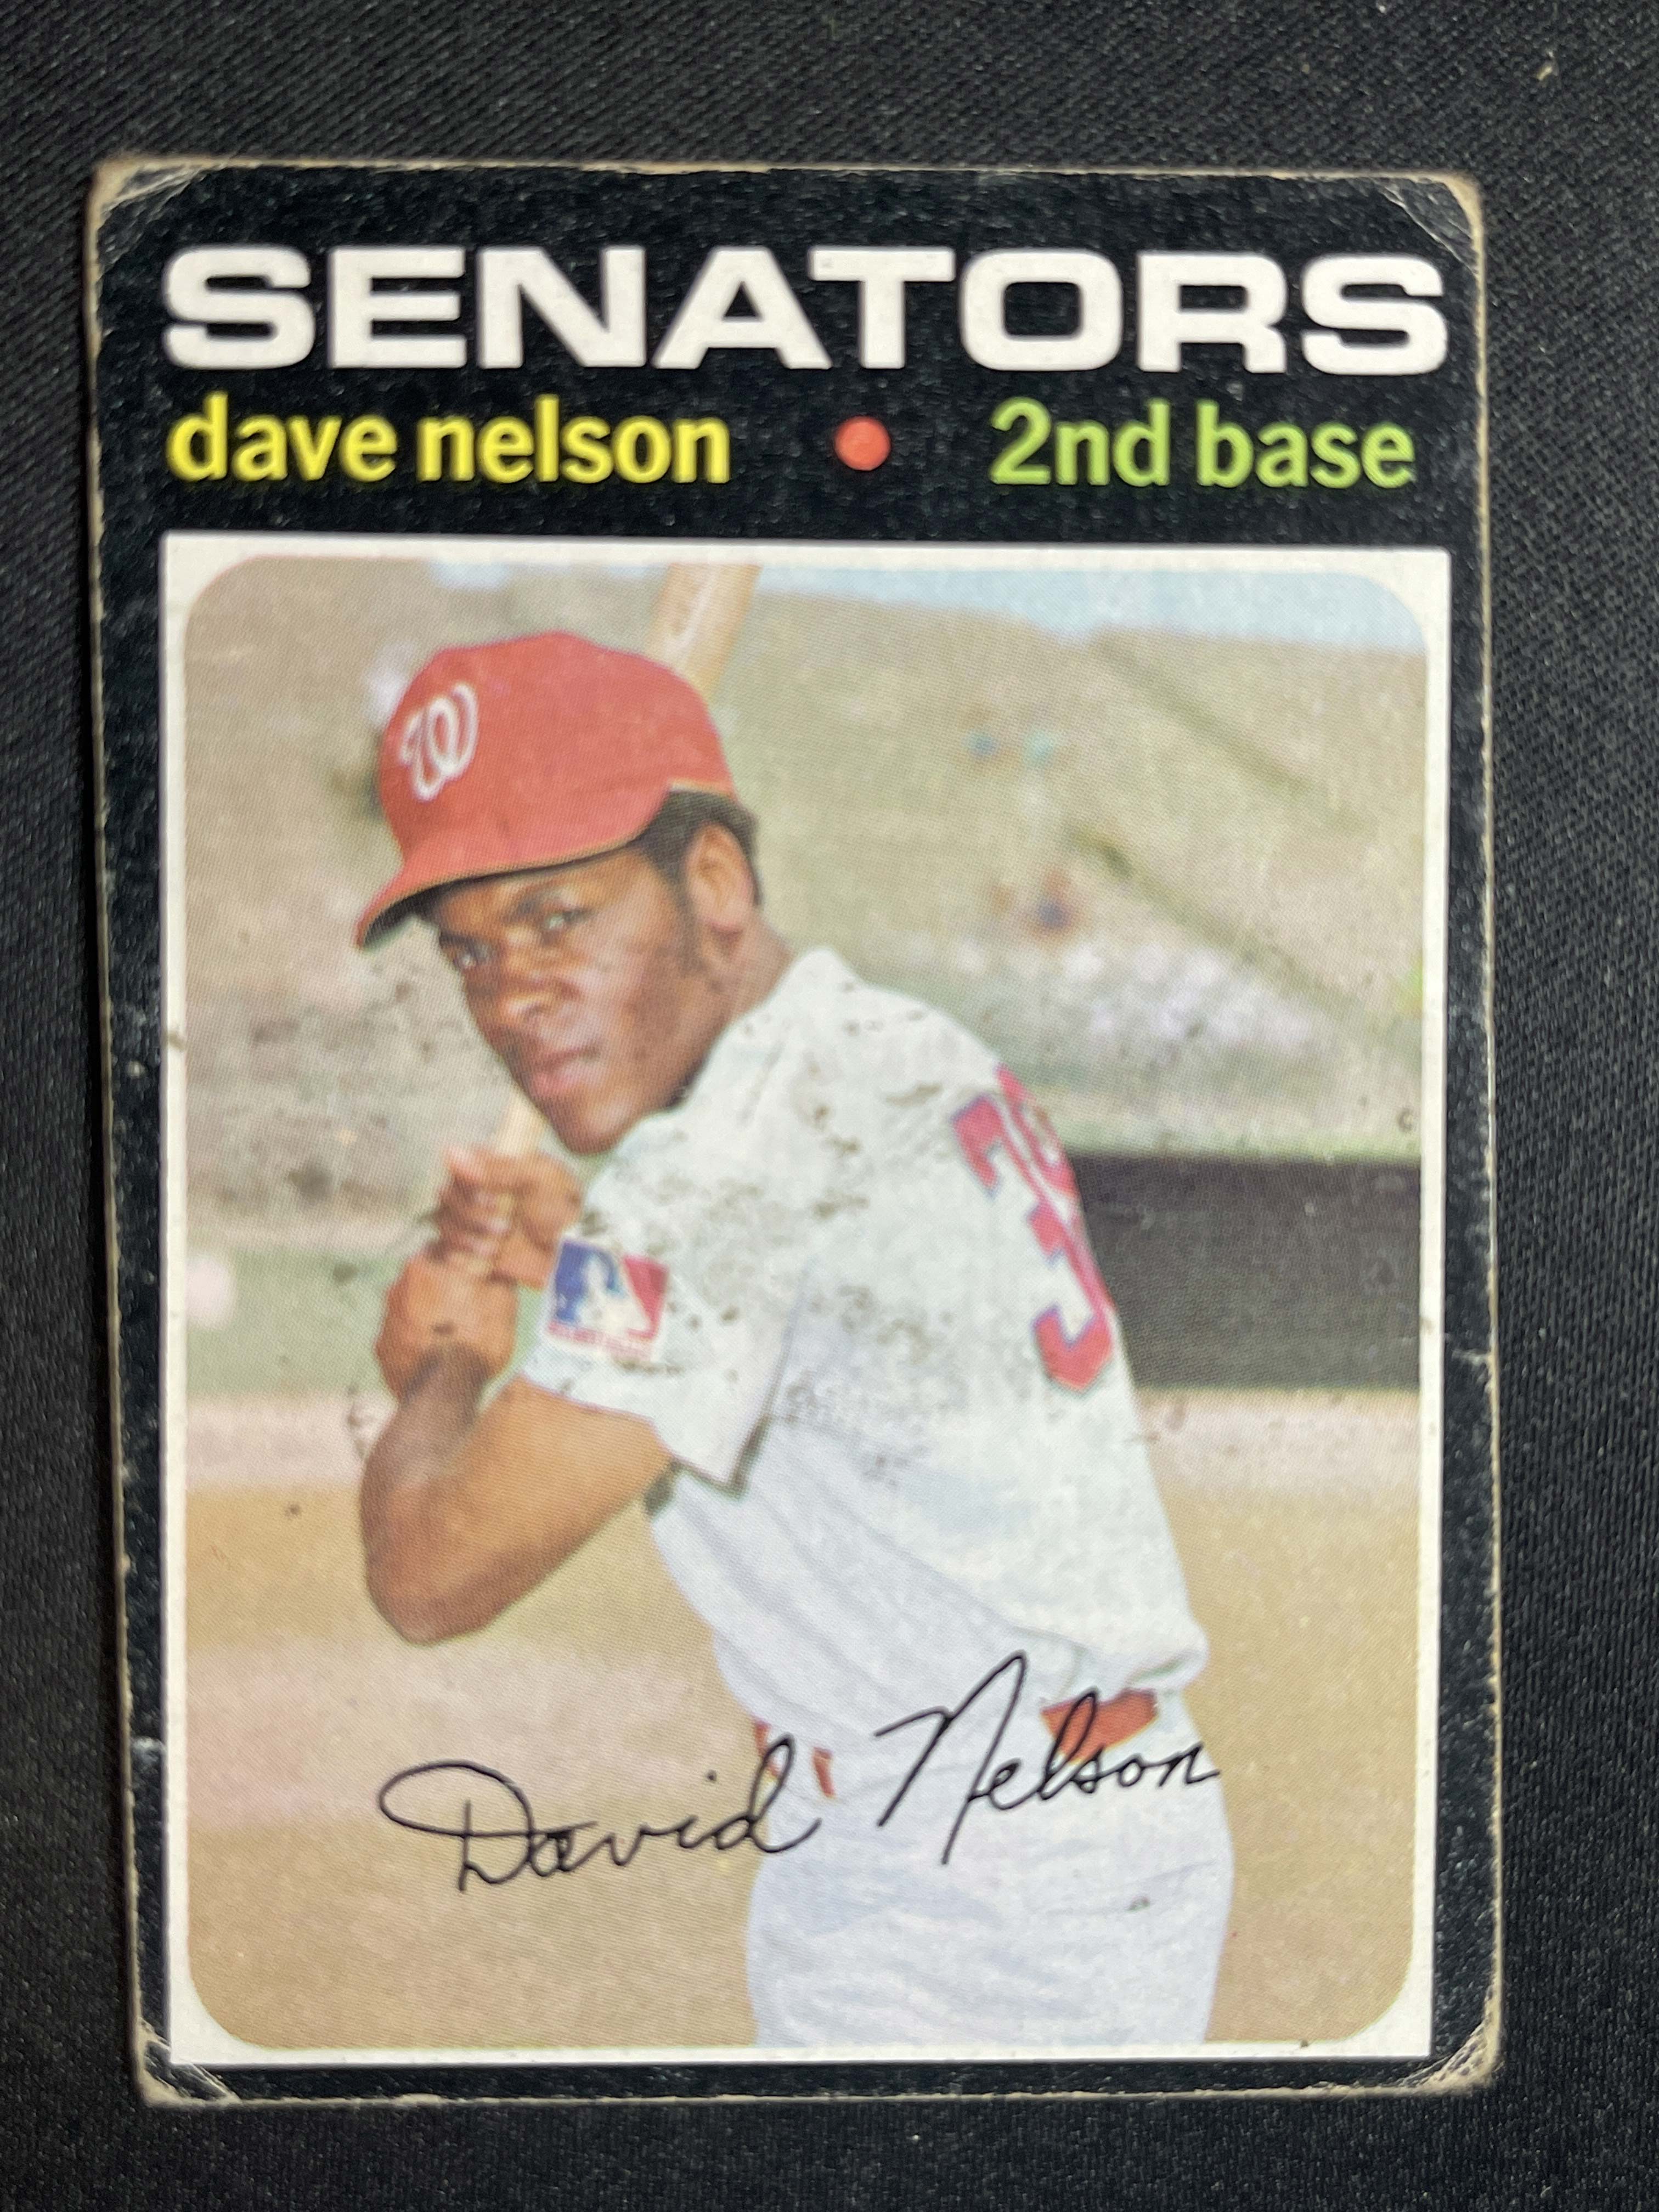 SENATORS
dave nelson • 2nd base
W
David Nelson